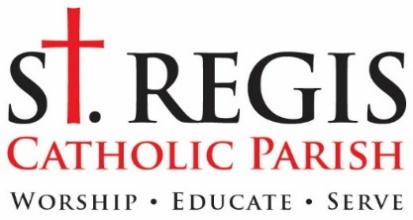 St. REGIS
CATHOLIC PARISH
WORSHIP • EDUCATE • SERVE